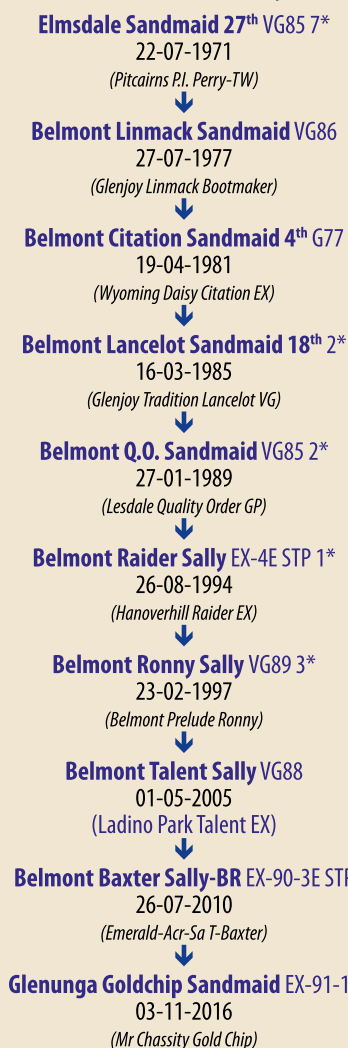 Elmsdale Sandmaid 27th VG85 7*
22-07-1971
(Pitcairns P.I. Perry-TW)
Belmont Linmack Sandmaid VG86
27-07-1977
(Glenjoy Linmack Bootmaker)
Belmont Citation Sandmaid 4th G77
19-04-1981
(Wyoming Daisy Citation EX)
Belmont Lancelot Sandmaid 18th 2*
16-03-1985
(Glenjoy Tradition Lancelot VG)
Belmont Q.O. Sandmaid VG85 2*
27-01-1989
(Lesdale Quality Order GP)
Belmont Raider Sally EX-4E STP 1*
26-08-1994
(Hanoverhill Raider EX)
Belmont Ronny Sally VG89 3*
23-02-1997
(Belmont Prelude Ronny)
Belmont Talent Sally VG88
01-05-2005
(Ladino Park Talent EX)
Belmont Baxter Sally-BR EX-90-3E STP
26-07-2010
(Emerald-Acr-Sa T-Baxter)
Glenunga Goldchip Sandmaid EX-91-1
03-11-2016
(Mr Chassity Gold Chip)